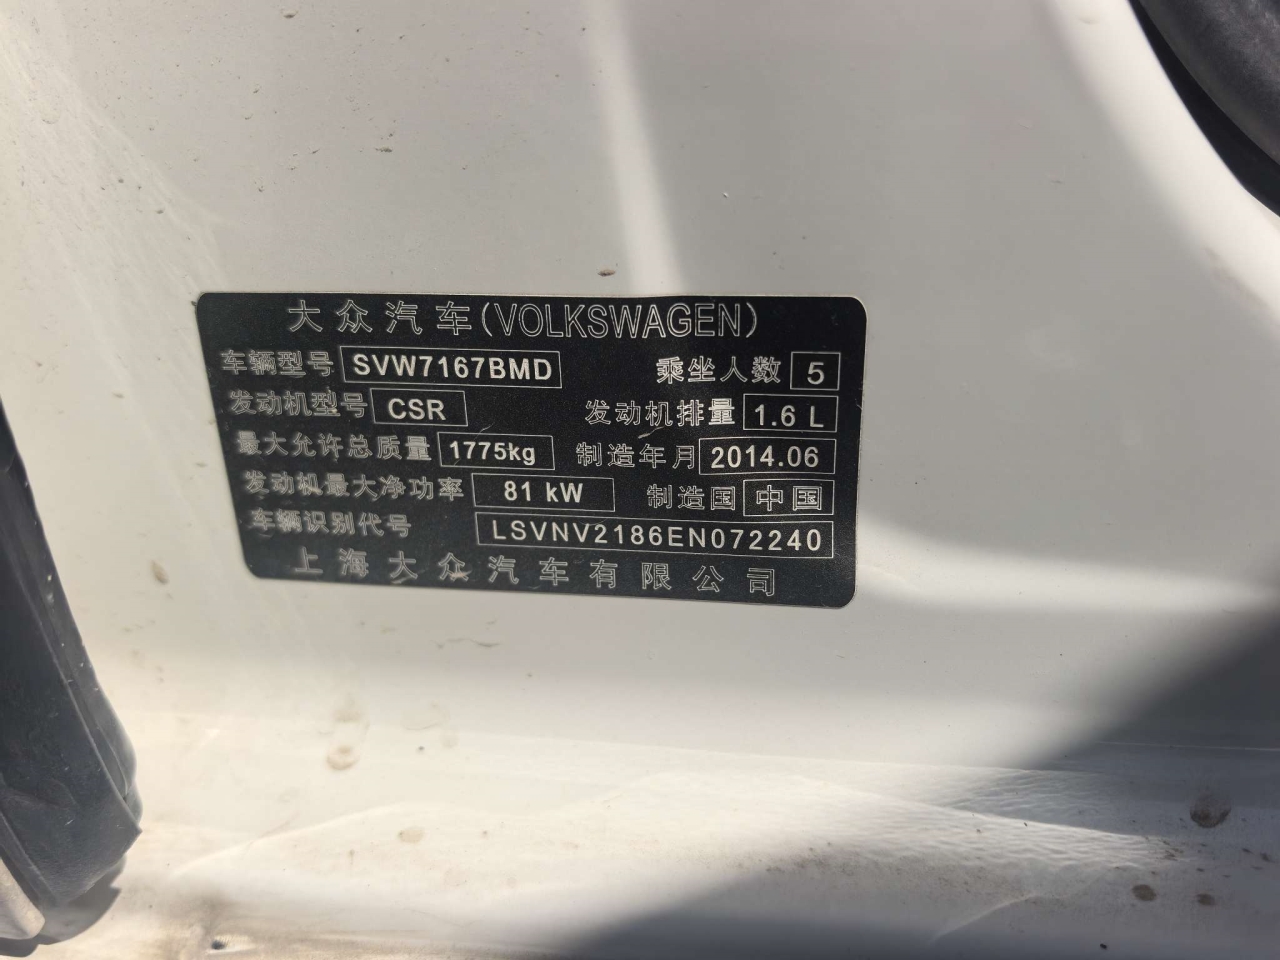 大众汽车(VOLKSWAGEN)
车辆型号 SVW7167BMD 乘坐人数 5
发动机型号 CSR 发动机排量 1.6 L
最大允许总质量 1775kg 制造年月 2014.06
发动机最大净功率 81 kW 制造国 中国
车辆识别代号 LSVNV2186EN072240
上海大众汽车有限公司